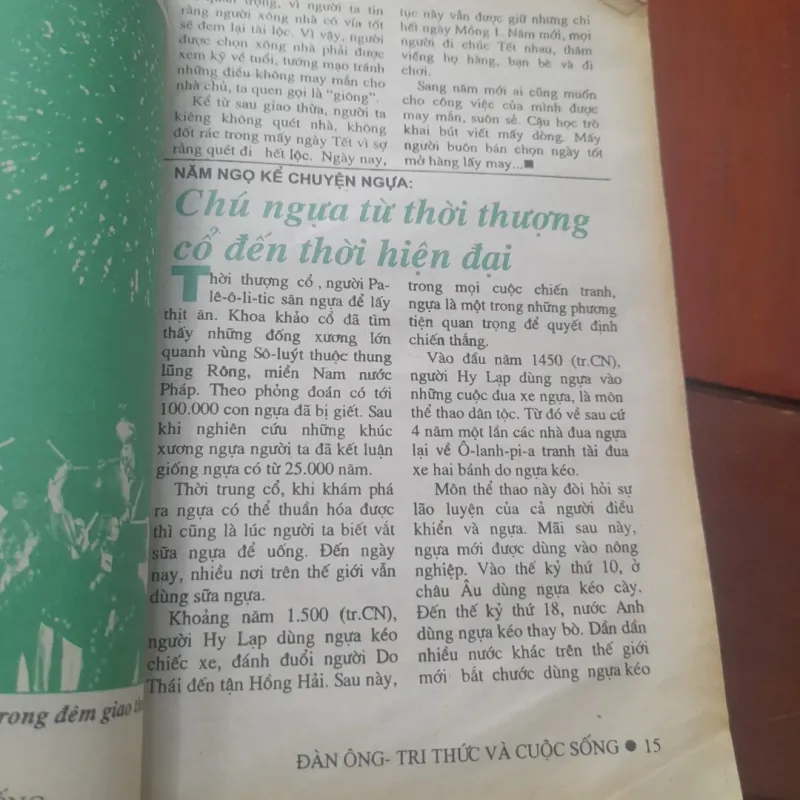 quan trọng, vì người ta tin
rằng người xông nhà có vía tốt
sẽ đem lại tài lộc. Vì vậy, người
được chọn xông nhà phải được
xem kỹ về tuổi, tướng mạo tránh
những điều không may mắn cho
nhà chủ, ta quen gọi là "giông".
Kể từ sau giao thừa, người ta
kiêng không quét nhà, không
đốt rác trong mấy ngày Tết vì sợ
rằng quét đi hết lộc. Ngày nay,
tục này vẫn được giữ nhưng chỉ
hết ngày Mồng 1. Năm mới, mọi
người đi chúc Tết nhau, thăm
viếng họ hàng, bạn bè và đi
chơi.
Sang năm mới ai cũng muốn
cho công việc của mình được
may mắn, suôn sẻ. Cậu học trò
khai bút viết mấy dòng. Mấy
người buôn bán chọn ngày tốt
mở hàng lấy may...■
NĂM NGỌ KỂ CHUYỆN NGỰA:
Chú ngựa từ thời thượng
cổ đến thời hiện đại
Thời thượng cổ , người Pa-
lê-ô-li-tic săn ngựa để lấy
thịt ăn. Khoa khảo cổ đã tìm
thấy những đống xương lớn
quanh vùng Sô-luýt thuộc thung
lũng Rông, miền Nam nước
Pháp. Theo phỏng đoán có tới
100.000 con ngựa đã bị giết. Sau
khi nghiên cứu những khúc
xương ngựa người ta đã kết luận
giống ngựa có từ 25.000 năm.
Thời trung cổ, khi khám phá
ra ngựa có thể thuần hóa được
thì cũng là lúc người ta biết vắt
sữa ngựa để uống. Đến ngày
nay, nhiều nơi trên thế giới vẫn
dùng sữa ngựa.
Khoảng năm 1.500 (tr.CN),
người Hy Lạp dùng ngựa kéo
chiếc xe, đánh đuổi người Do
Thái đến tận Hồng Hải. Sau này,
trong mọi cuộc chiến tranh,
ngựa là một trong những phương
tiện quan trọng để quyết định
chiến thắng.
Vào đầu năm 1450 (tr.CN),
người Hy Lạp dùng ngựa vào
những cuộc đua xe ngựa, là môn
thể thao dân tộc. Từ đó về sau cứ
4 năm một lần các nhà đua ngựa
lại về Ô-lanh-pi-a tranh tài đua
xe hai bánh do ngựa kéo.
Môn thể thao này đòi hỏi sự
lão luyện của cả người điều
khiển và ngựa. Mãi sau này,
ngựa mới được dùng vào nông
nghiệp. Vào thế kỷ thứ 10, ở
châu Âu dùng ngựa kéo cày.
Đến thế kỷ thứ 18, nước Anh
dùng ngựa kéo thay bò. Dần dần
nhiều nước khác trên thế giới
mới bắt chước dùng ngựa kéo
rong đêm giao
ĐÀN ÔNG- TRI THỨC VÀ CUỘC SỐNG ● 15